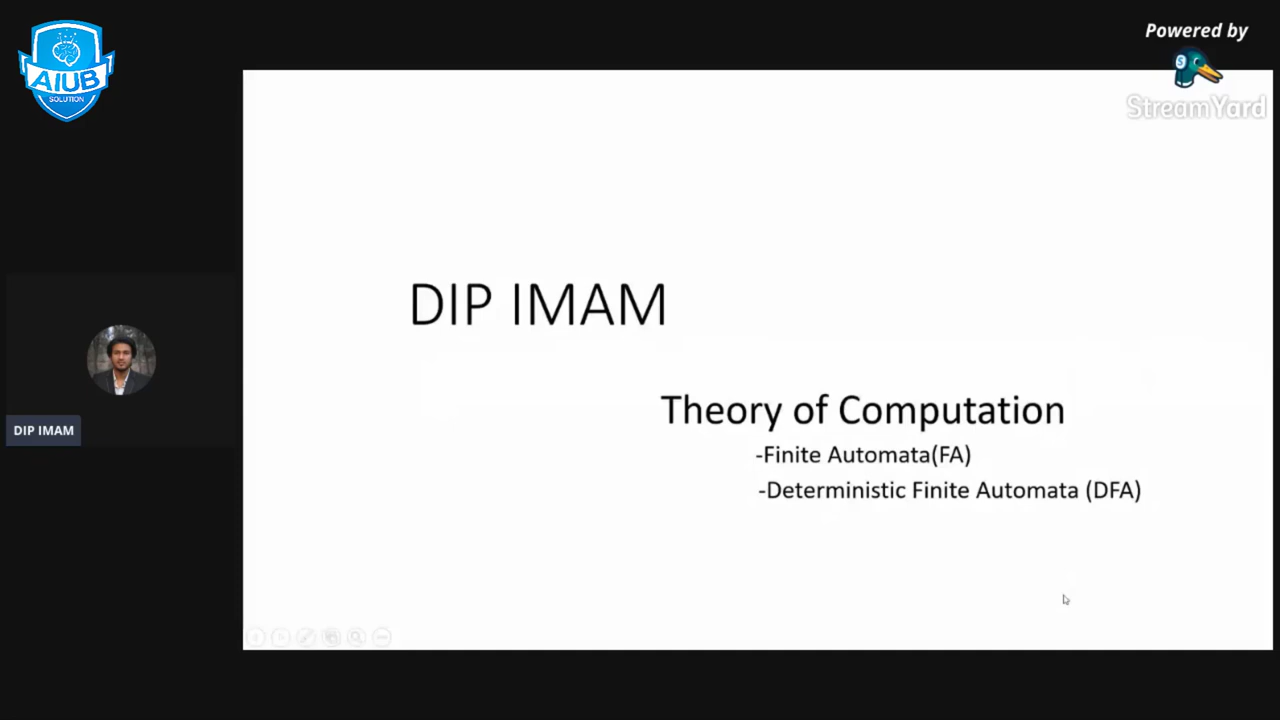 AIUB
SOLUTION
Powered by
S
StreamYard
DIP IMAM
Theory of Computation
-Finite Automata(FA)
-Deterministic Finite Automata (DFA)
DIP IMAM